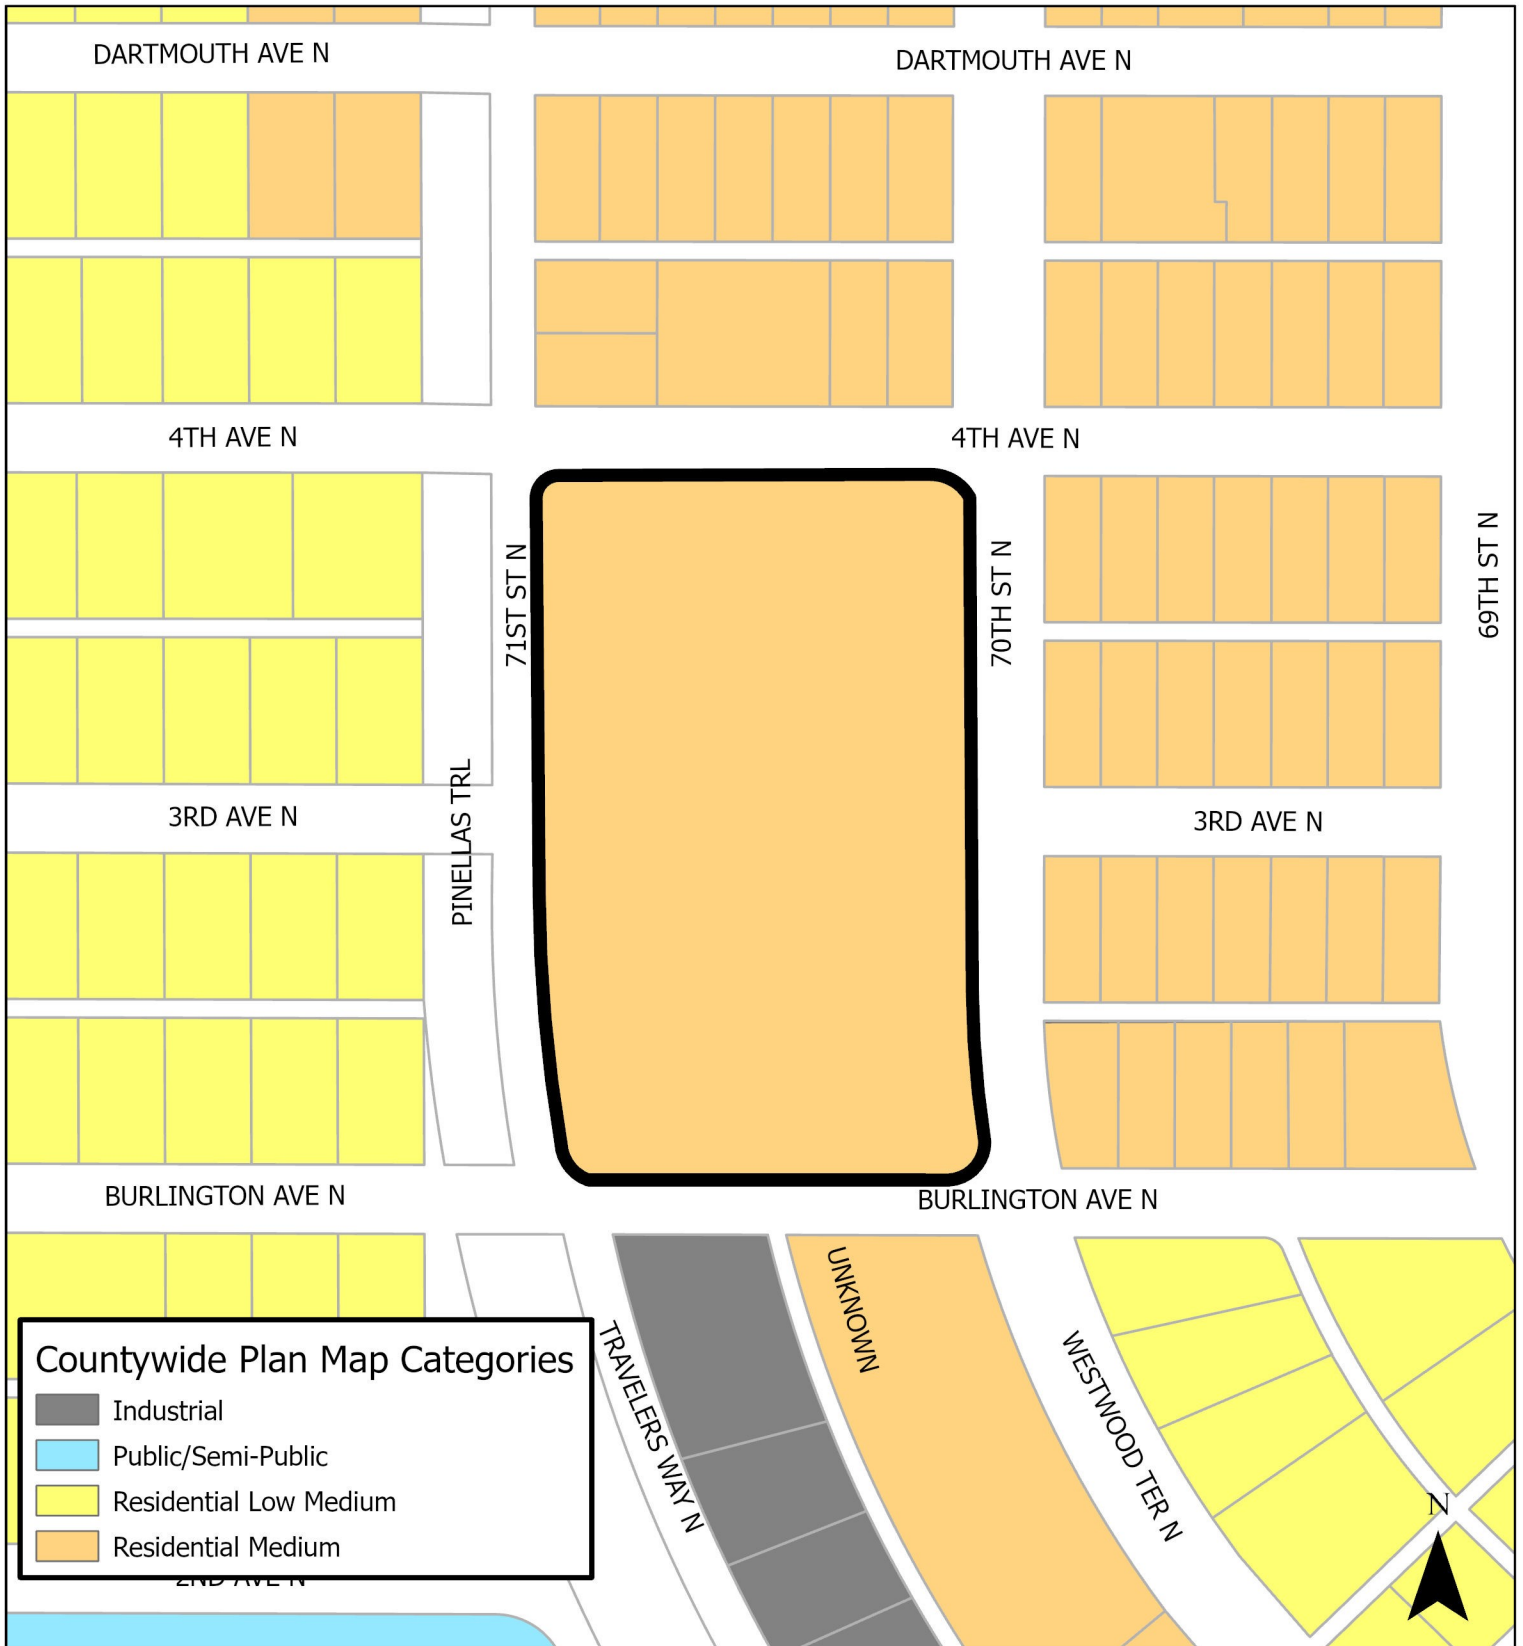 DARTMOUTH AVE N
DARTMOUTH AVE N
4TH AVE N
4TH AVE N
71ST ST N
70TH ST N
69TH ST N
3RD AVE N
3RD AVE N
PINELLAS TRL
BURLINGTON AVE N
BURLINGTON AVE N
UNKNOWN
TRAVELERS WAY N
WESTWOOD TER N
Countywide Plan Map Categories
Industrial
Public/Semi-Public
Residential Low Medium
Residential Medium
2ND AVE N
N